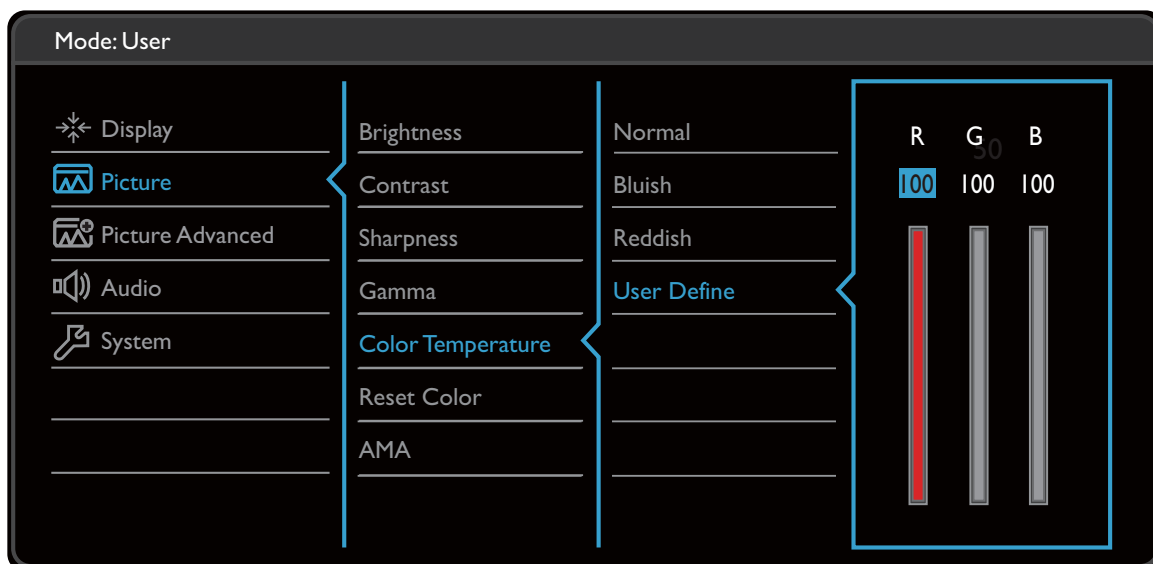 Mode: User
Display
Picture
Picture Advanced
Audio
System
Brightness
Contrast
Sharpness
Gamma
Color Temperature
Reset Color
AMA
Normal
Bluish
Reddish
User Define
R G B
50
100 100 100